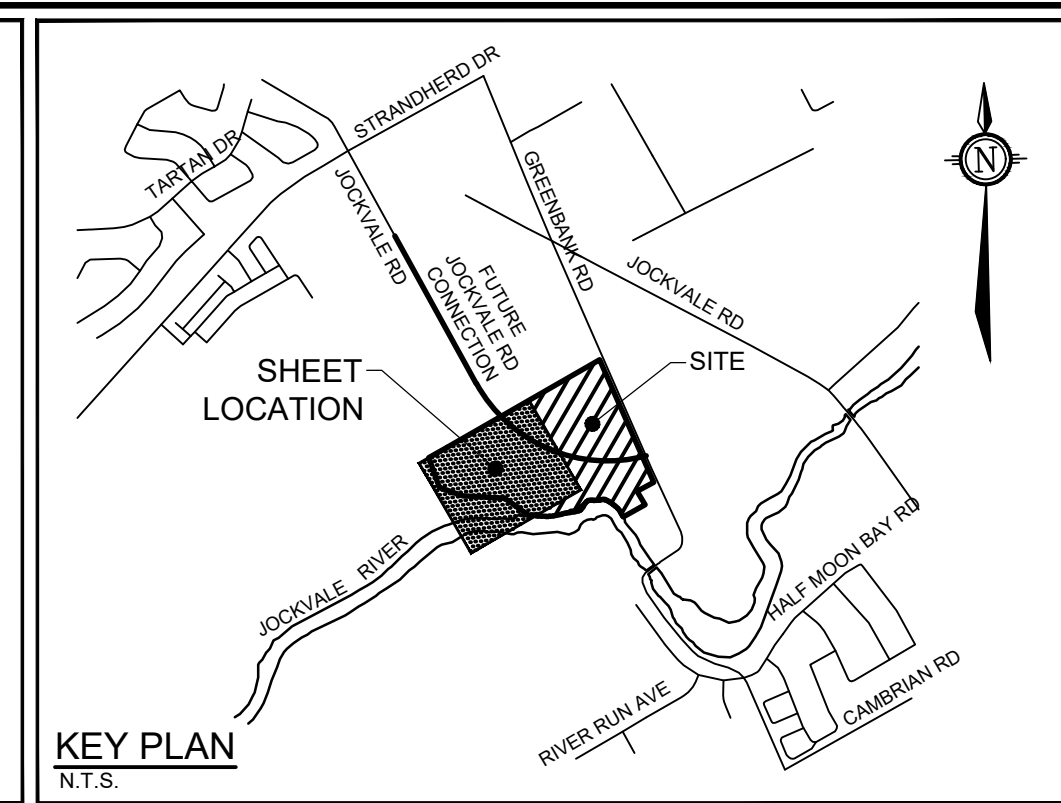 STRANDHERD DR
TARTAN DR
JOCKVALE RD
GREENBANK RD
N
FUTURE
JOCKVALE RD
CONNECTION
JOCKVALE RD
SHEET
LOCATION
SITE
JOCKVALE RIVER
HALF MOON BAY RD
RIVER RUN AVE
CAMBRIAN RD
KEY PLAN
N.T.S.